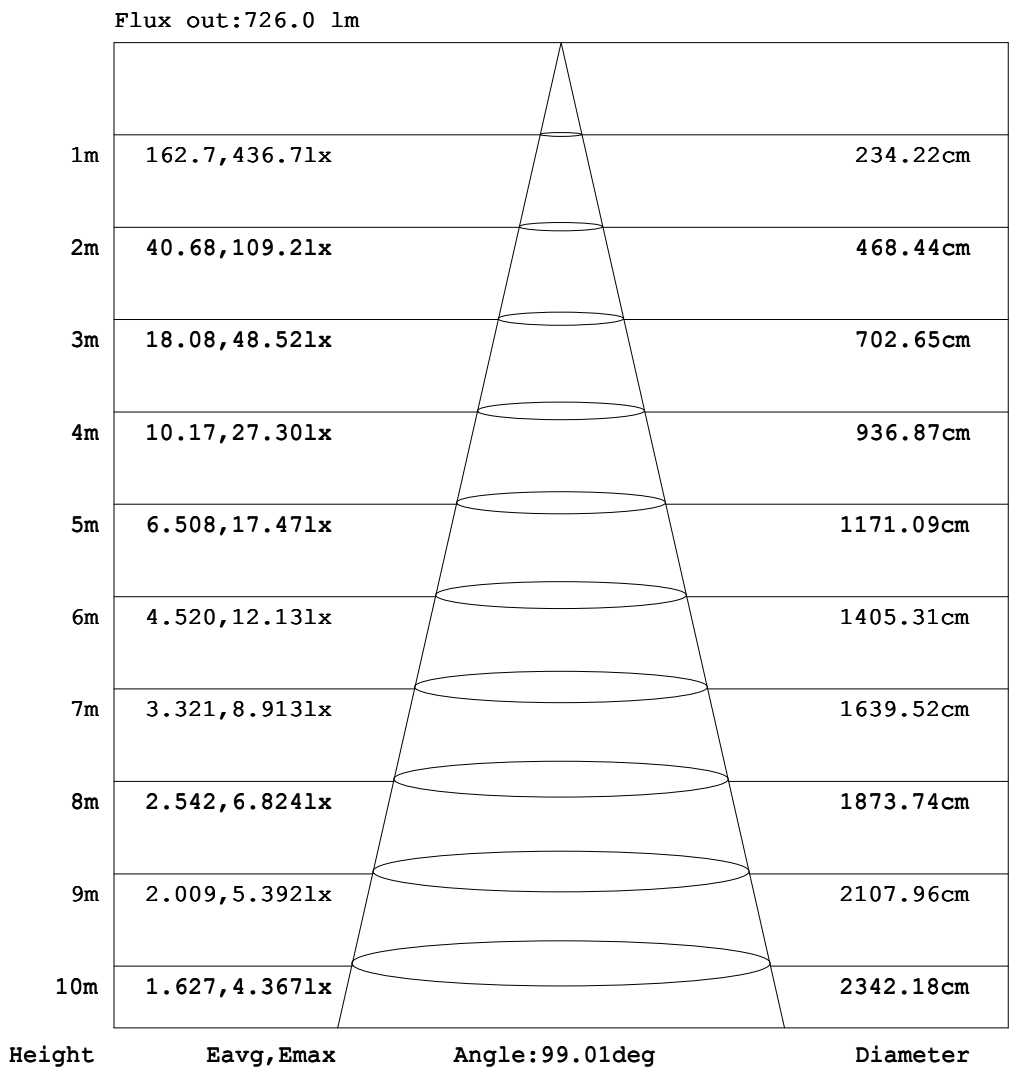 Flux out:726.0 lm
1m 162.7,436.7lx 234.22cm
2m 40.68,109.2lx 468.44cm
3m 18.08,48.52lx 702.65cm
4m 10.17,27.30lx 936.87cm
5m 6.508,17.47lx 1171.09cm
6m 4.520,12.13lx 1405.31cm
7m 3.321,8.913lx 1639.52cm
8m 2.542,6.824lx 1873.74cm
9m 2.009,5.392lx 2107.96cm
10m 1.627,4.367lx 2342.18cm
Height Eavg,Emax Angle:99.01deg Diameter